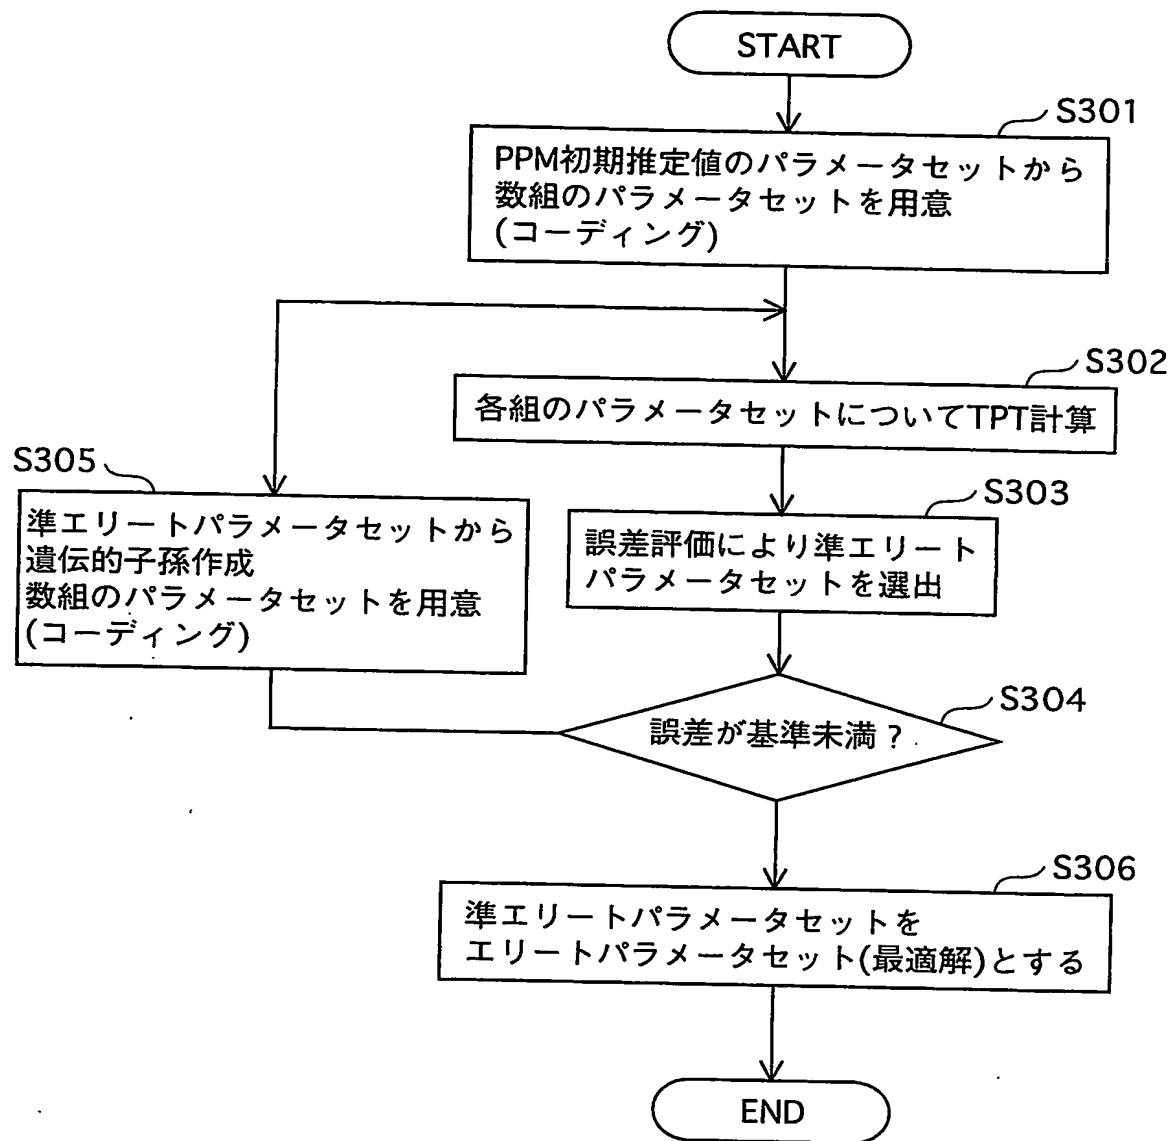 START
S301
PPM初期推定値のパラメータセットから
数組のパラメータセットを用意
(コーディング)
S302
各組のパラメータセットについてTPT計算
S305
準エリートパラメータセットから
遺伝的子孫作成
数組のパラメータセットを用意
(コーディング)
S303
誤差評価により準エリート
パラメータセットを選出
S304
誤差が基準未満?
S306
準エリートパラメータセットを
エリートパラメータセット(最適解)とする
END